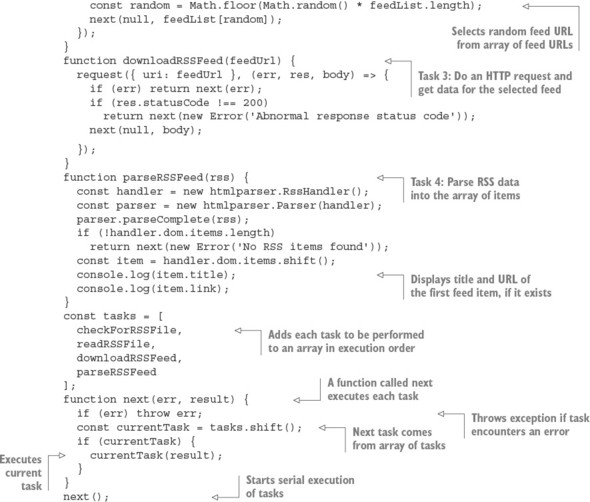 const random = Math.floor(Math.random() * feedList.length);
    next(null, feedList[random]);
  });
}
Selects random feed URL
from array of feed URLs
function downloadRSSFeed(feedUrl) {
  request({ uri: feedUrl }, (err, res, body) => {
    if (err) return next(err);
    if (res.statusCode !== 200)
      return next(new Error('Abnormal response status code'));
    next(null, body);
  });
}
Task 3: Do an HTTP request and
get data for the selected feed
function parseRSSFeed(rss) {
  const handler = new htmlparser.RssHandler();
  const parser = new htmlparser.Parser(handler);
  parser.parseComplete(rss);
  if (!handler.dom.items.length)
    return next(new Error('No RSS items found'));
  const item = handler.dom.items.shift();
  console.log(item.title);
  console.log(item.link);
}
Task 4: Parse RSS data
into the array of items
Displays title and URL of
the first feed item, if it exists
const tasks = [
  checkForRSSFile,
  readRSSFile,
  downloadRSSFeed,
  parseRSSFeed
];
Adds each task to be performed
to an array in execution order
function next(err, result) {
  if (err) throw err;
  const currentTask = tasks.shift();
  if (currentTask) {
    currentTask(result);
  }
}
A function called next
executes each task
Throws exception if task
encounters an error
Next task comes
from array of tasks
Executes
current
task
next();
Starts serial execution
of tasks